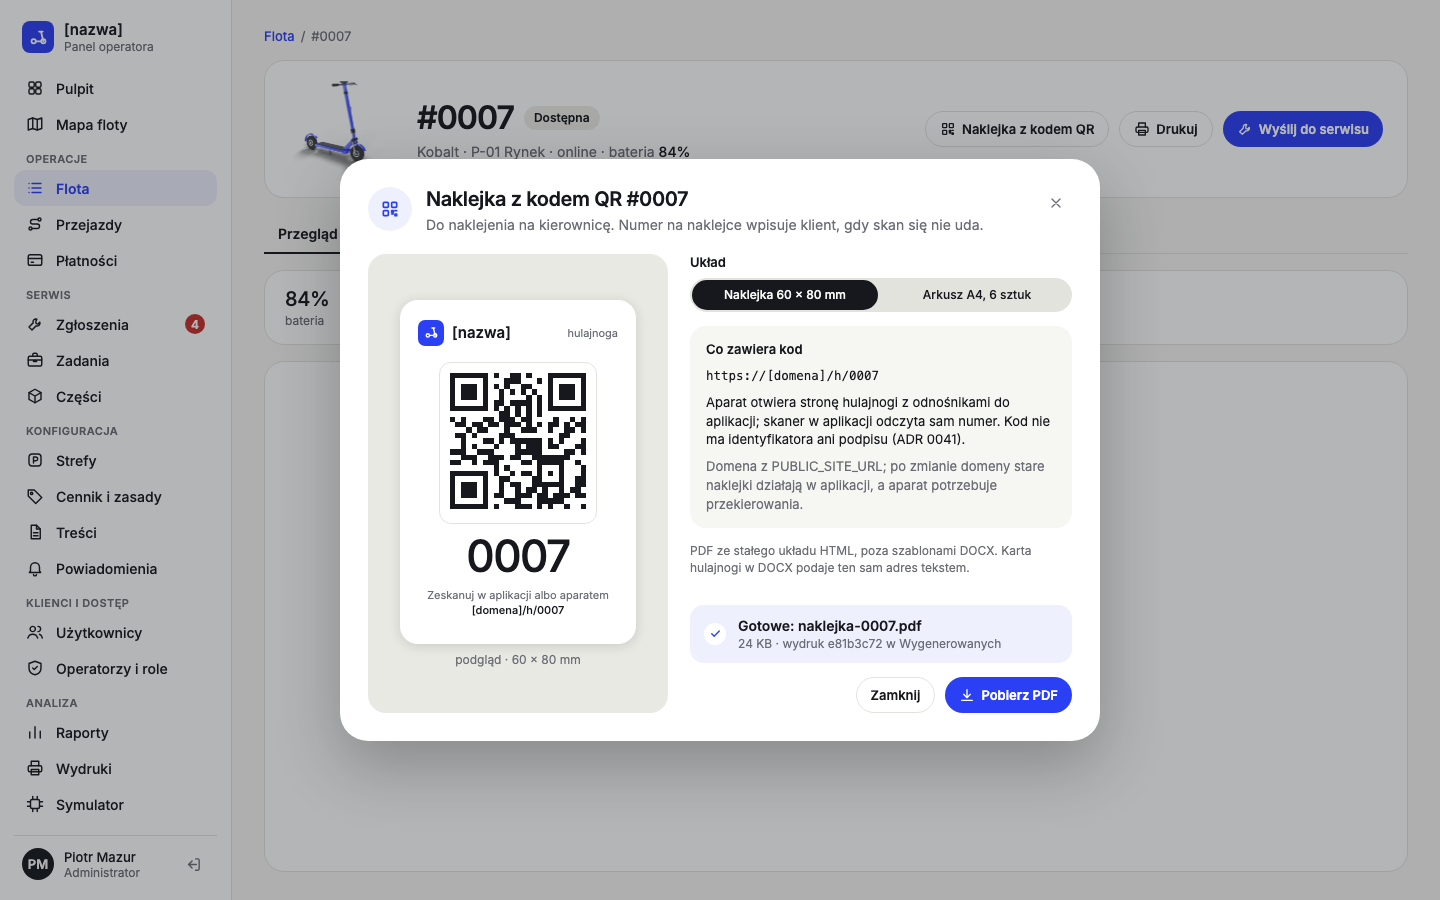 [nazwa]
Panel operatora
Pulpit
Mapa floty
OPERACJE
Flota
Przejazdy
Płatności
SERWIS
Zgłoszenia
4
Zadania
Części
KONFIGURACJA
Strefy
Cennik i zasady
Treści
Powiadomienia
KLIENCI I DOSTĘP
Użytkownicy
Operatorzy i role
ANALIZA
Raporty
Wydruki
Symulator
PM
Piotr Mazur
Administrator
Flota / #0007
#0007
Dostępna
Kobalt · P-01 Rynek · online · bateria 84%
Naklejka z kodem QR
Drukuj
Wyślij do serwisu
Przegląd
84%
bateria
Naklejka z kodem QR #0007
Do naklejenia na kierownicę. Numer na naklejce wpisuje klient, gdy skan się nie uda.
[nazwa]
hulajnoga
0007
Zeskanuj w aplikacji albo aparatem
[domena]/h/0007
podgląd · 60 × 80 mm
Układ
Naklejka 60 × 80 mm
Arkusz A4, 6 sztuk
Co zawiera kod
https://[domena]/h/0007
Aparat otwiera stronę hulajnogi z odnośnikami do
aplikacji; skaner w aplikacji odczyta sam numer. Kod nie
ma identyfikatora ani podpisu (ADR 0041).
Domena z PUBLIC_SITE_URL; po zmianie domeny stare
naklejki działają w aplikacji, a aparat potrzebuje
przekierowania.
PDF ze stałego układu HTML, poza szablonami DOCX. Karta
hulajnogi w DOCX podaje ten sam adres tekstem.
Gotowe: naklejka-0007.pdf
24 KB · wydruk e81b3c72 w Wygenerowanych
Zamknij
Pobierz PDF